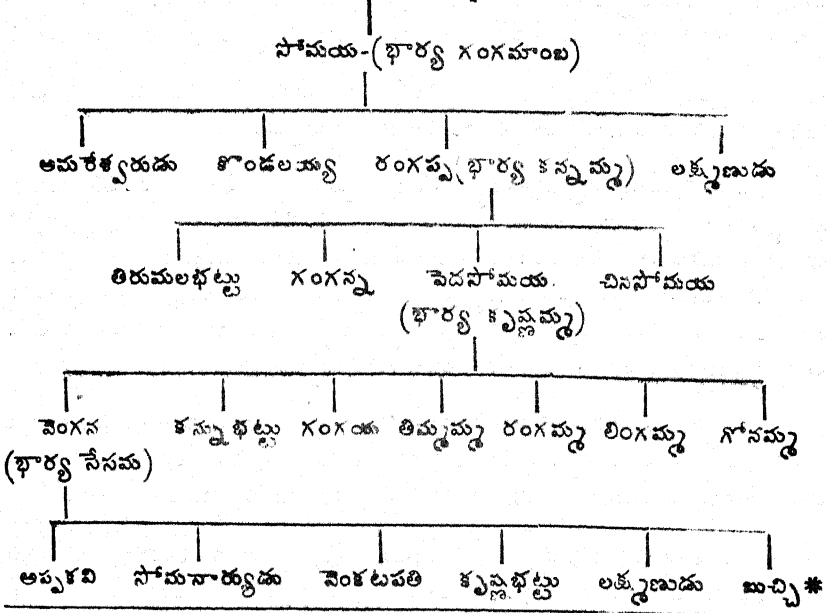 సోమయ-(భార్య గంగమాంబ)
అమరేశ్వరుడు కొండలయ్య రంగప్ప(భార్య కన్నమ్మ) లక్ష్మణుడు
తిరుమలభట్టు గంగన్న పెదసోమయ. చినసోమయ
(భార్య కృష్ణమ్మ)
వెంగన కన్నుభట్టు గంగయ తిమ్మమ్మ రంగమ్మ లింగమ్మ గోనమ్మ
(భార్య నేసమ)
అప్పకవి సోమనార్యుడు వెంకటపతి కృష్ణభట్టు లక్ష్మణుడు బుచ్చి*